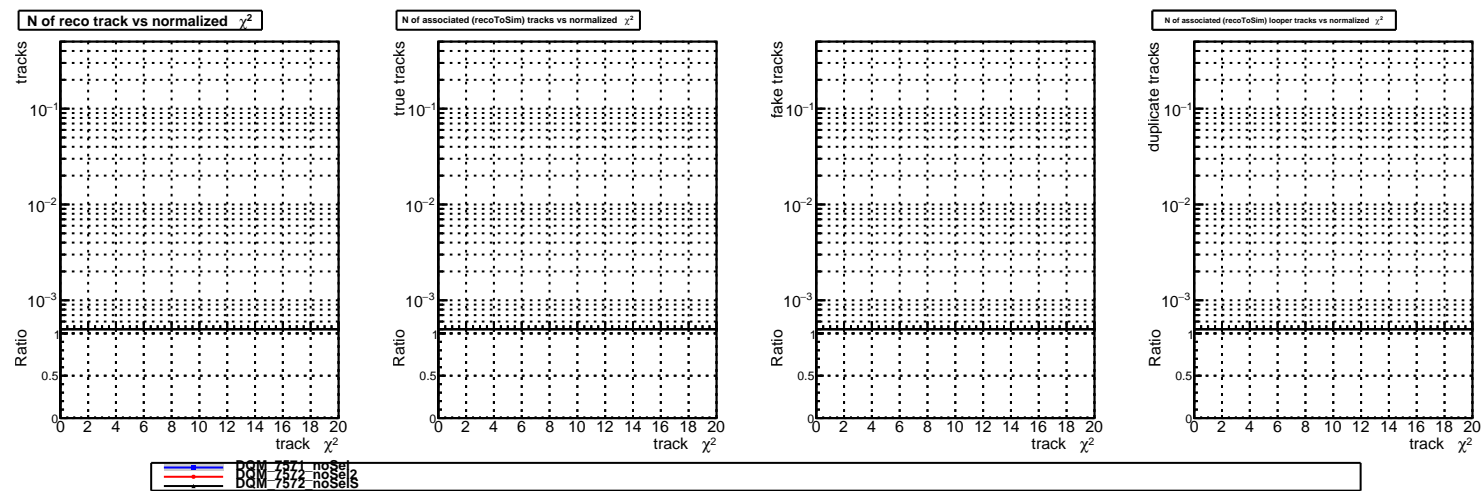 N of reco track vs normalized χ²
N of associated (recoToSim) tracks vs normalized χ²
N of associated (recoToSim) looper tracks vs normalized χ²
tracks
10⁻¹
10⁻²
10⁻³
Ratio
1
0.5
0
0 2 4 6 8 10 12 14 16 18 20
track χ²
true tracks
10⁻¹
10⁻²
10⁻³
Ratio
1
0.5
0
0 2 4 6 8 10 12 14 16 18 20
track χ²
fake tracks
10⁻¹
10⁻²
10⁻³
Ratio
1
0.5
0
0 2 4 6 8 10 12 14 16 18 20
track χ²
duplicate tracks
10⁻¹
10⁻²
10⁻³
Ratio
1
0.5
0
0 2 4 6 8 10 12 14 16 18 20
track χ²
DQM_7571_noSel
DQM_7572_noSel2
DQM_7572_noSelS